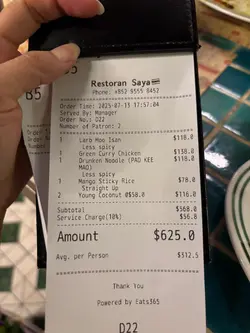 Restoran Saya
Phone: +852 6555 8452
Order Time: 2025-07-13 17:57:04
Served By: Manager
Order No.: D22
Number of Patron: 2
1 Larb Moo Isan $118.0
Less spicy
1 Green Curry Chicken $138.0
1 Drunken Noodle (PAD KEE $118.0
MAO)
Less spicy
1 Mango Sticky Rice $78.0
Straight Up
2 Young Coconut @$58.0 $116.0
Subtotal $568.0
Service Charge(10%) $56.8
Amount $625.0
Avg. per Person $312.5
Thank You
Powered by Eats365
D22